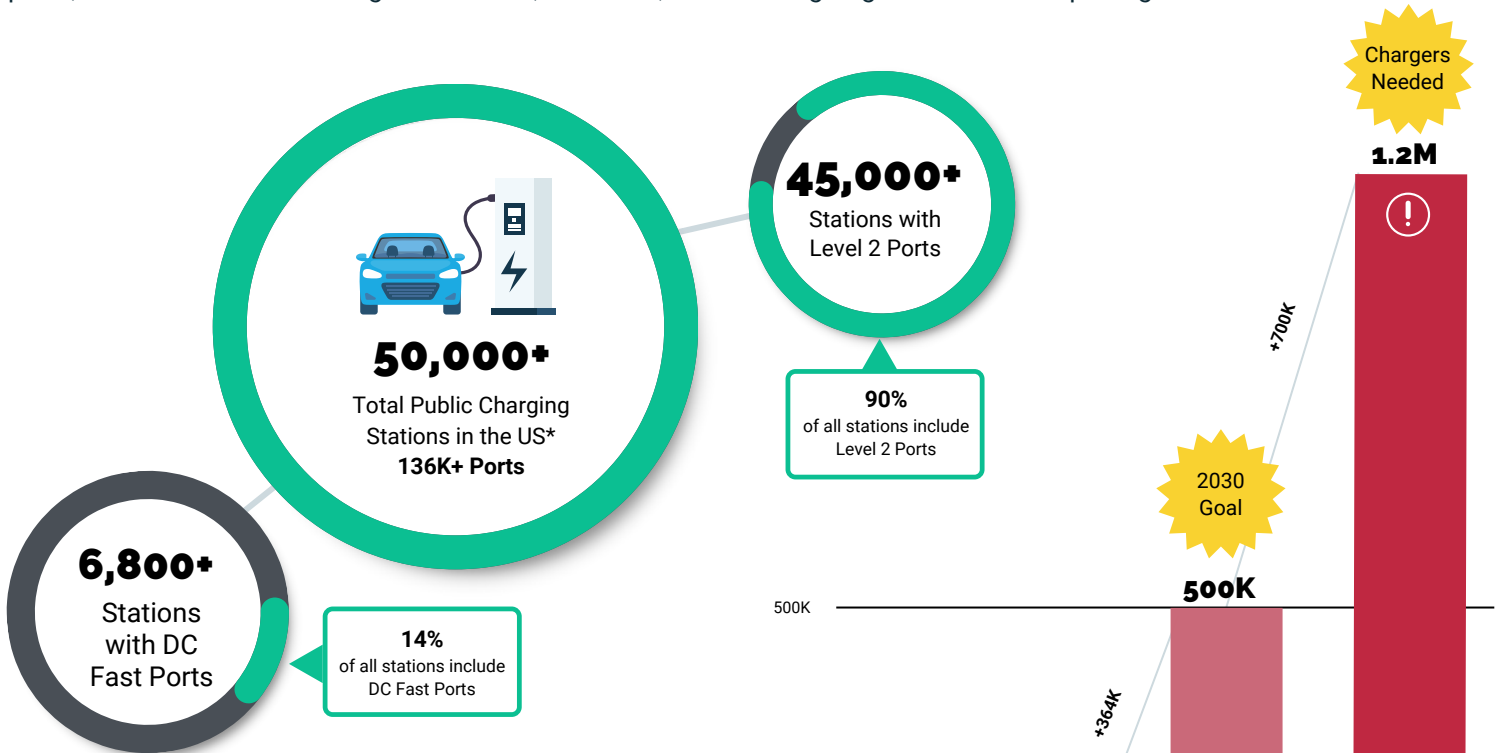 50,000+
Total Public Charging
Stations in the US*
136K+ Ports
45,000+
Stations with
Level 2 Ports
90%
of all stations include
Level 2 Ports
6,800+
Stations
with DC
Fast Ports
14%
of all stations include
DC Fast Ports
Chargers
Needed
1.2M
+700K
2030
Goal
500K
500K
+364K